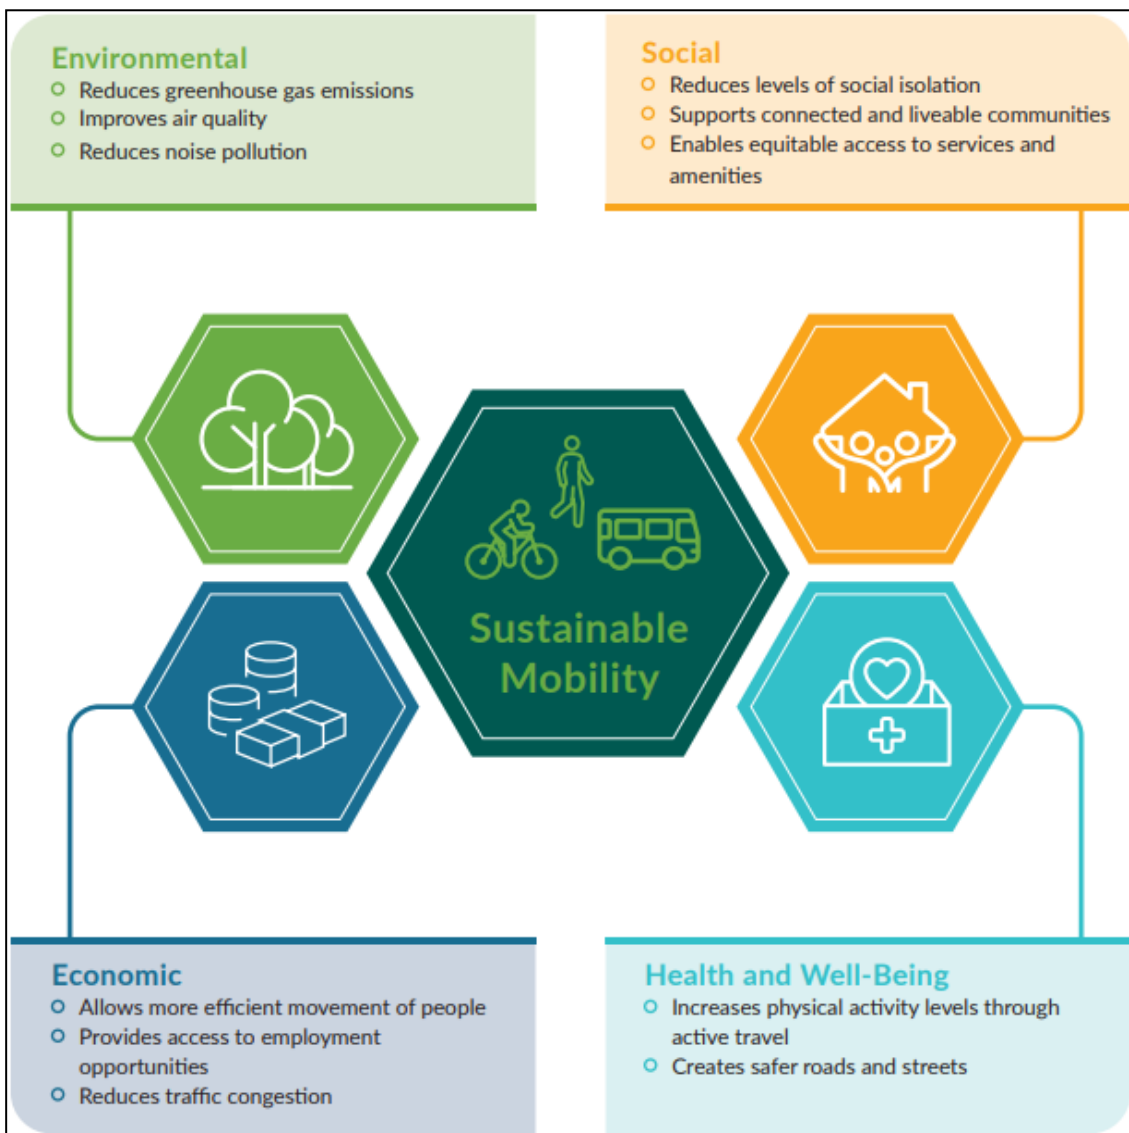 Environmental
Reduces greenhouse gas emissions
Improves air quality
Reduces noise pollution
Social
Reduces levels of social isolation
Supports connected and liveable communities
Enables equitable access to services and
amenities
Sustainable
Mobility
Economic
Allows more efficient movement of people
Provides access to employment
opportunities
Reduces traffic congestion
Health and Well-Being
Increases physical activity levels through
active travel
Creates safer roads and streets